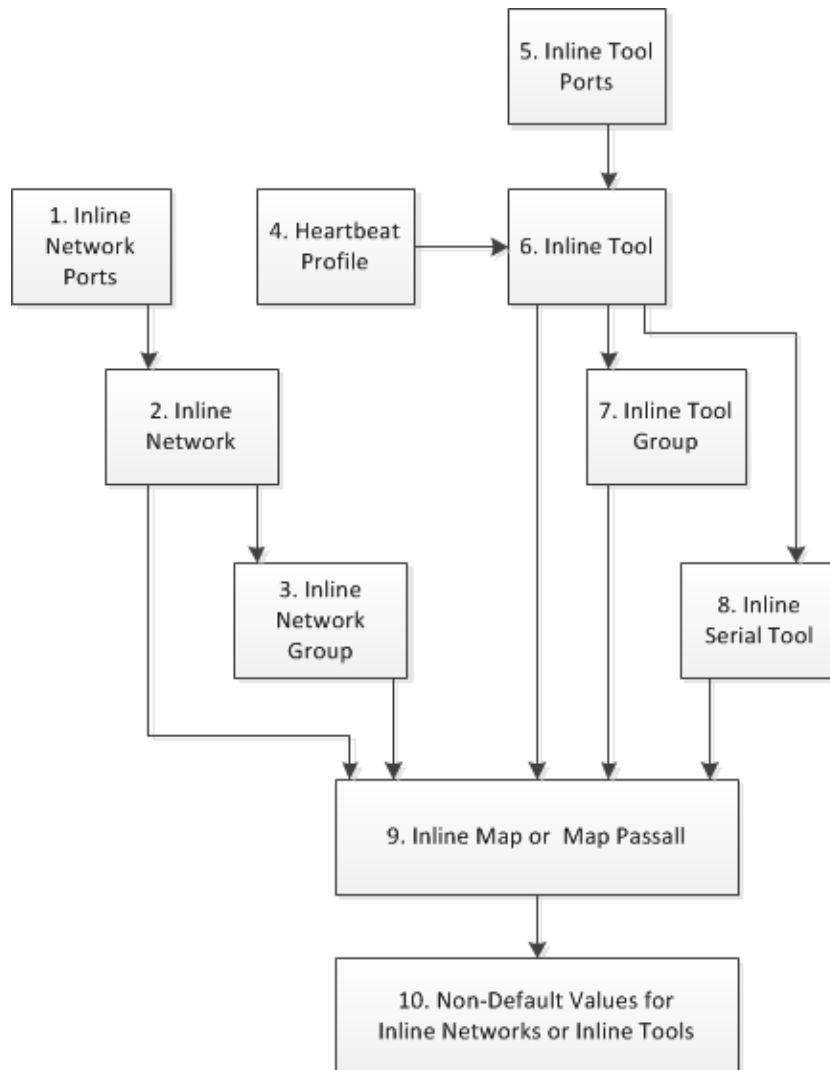 5. Inline Tool
Ports
1. Inline
Network
Ports
4. Heartbeat
Profile
6. Inline Tool
2. Inline
Network
7. Inline Tool
Group
3. Inline
Network
Group
8. Inline
Serial Tool
9. Inline Map or  Map Passall
10. Non-Default Values for
Inline Networks or Inline Tools